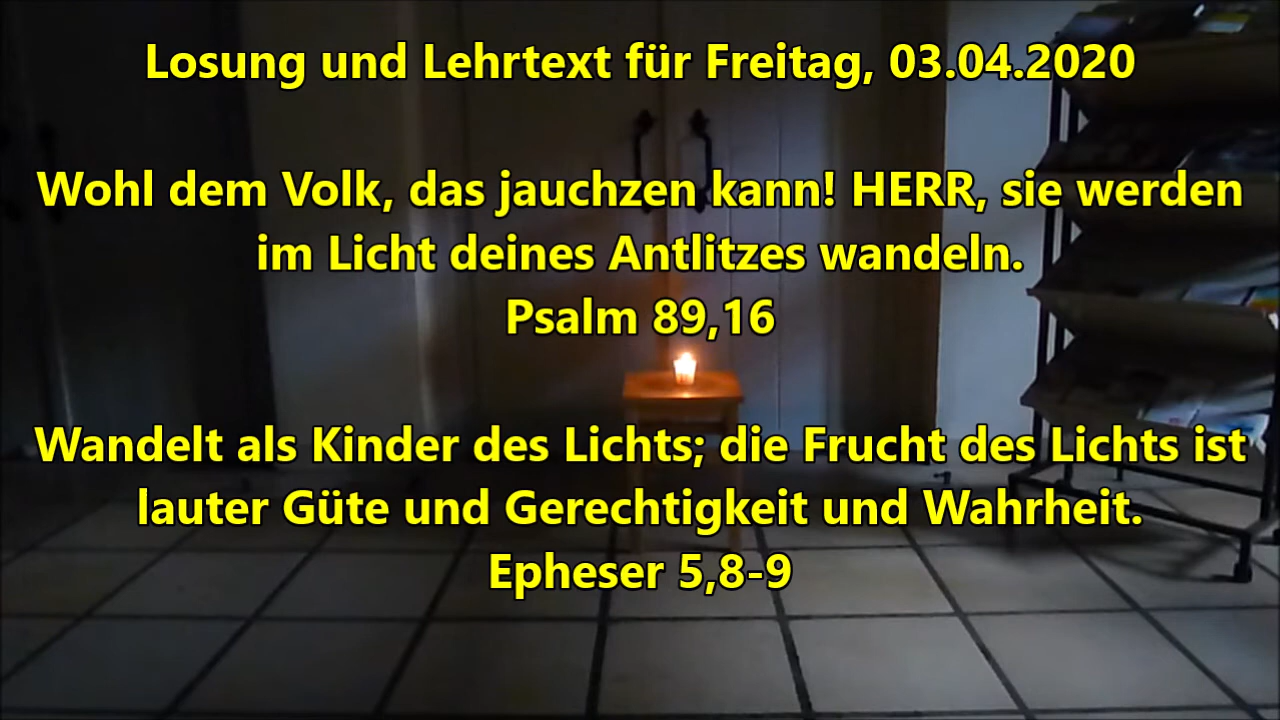 Losung und Lehrtext für Freitag, 03.04.2020
Wohl dem Volk, das jauchzen kann! HERR, sie werden
im Licht deines Antlitzes wandeln.
Psalm 89,16
Wandelt als Kinder des Lichts; die Frucht des Lichts ist
lauter Güte und Gerechtigkeit und Wahrheit.
Epheser 5,8-9